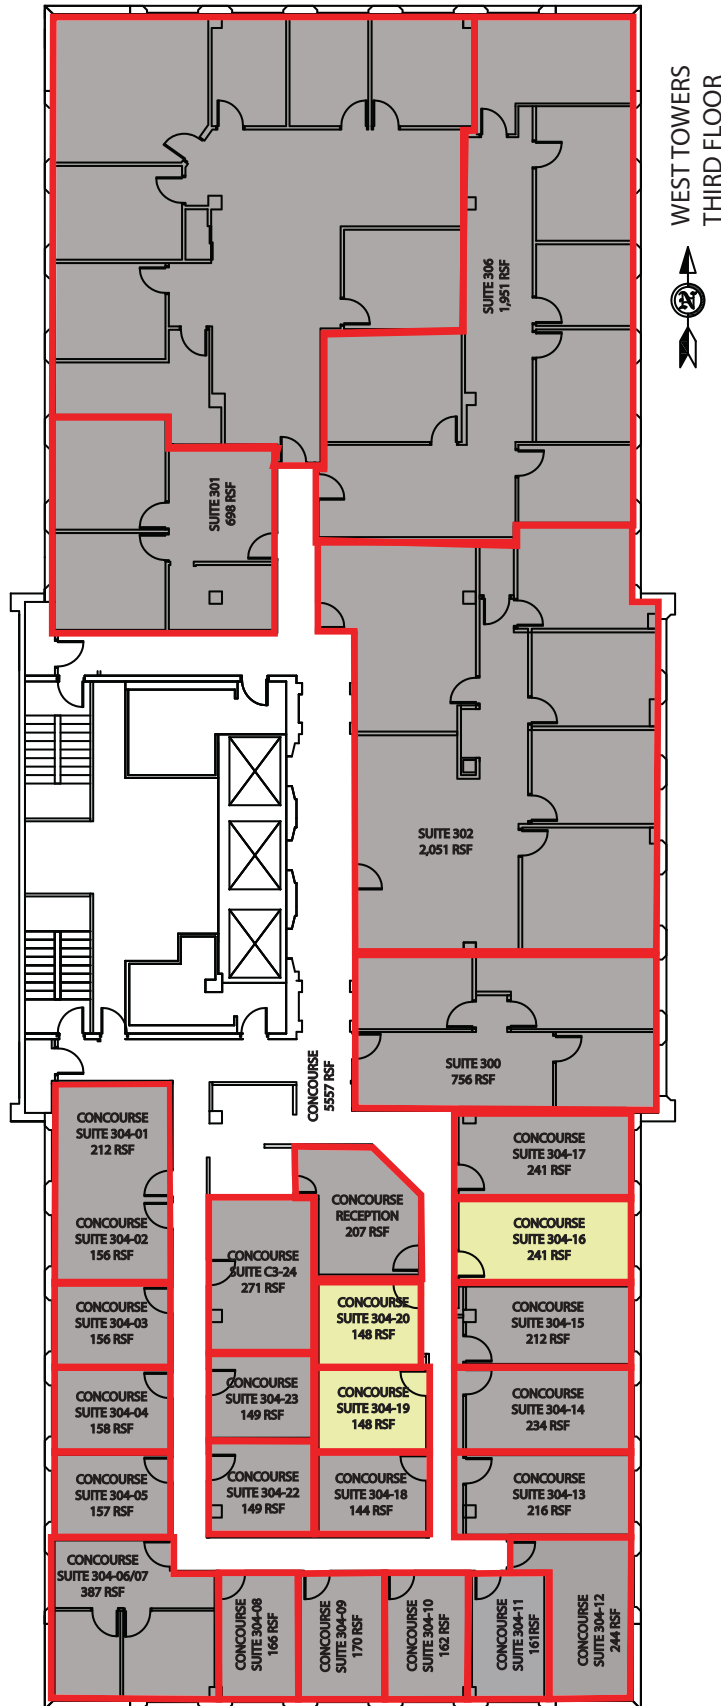 WEST TOWERS
THIRD FLOOR
N
SUITE 306
1,951 RSF
SUITE 301
698 RSF
SUITE 302
2,051 RSF
SUITE 300
756 RSF
CONCOURSE
5557 RSF
CONCOURSE
SUITE 304-01
212 RSF
CONCOURSE
SUITE 304-17
241 RSF
CONCOURSE
RECEPTION
207 RSF
CONCOURSE
SUITE 304-02
156 RSF
CONCOURSE
SUITE C3-24
271 RSF
CONCOURSE
SUITE 304-16
241 RSF
CONCOURSE
SUITE 304-03
156 RSF
CONCOURSE
SUITE 304-20
148 RSF
CONCOURSE
SUITE 304-15
212 RSF
CONCOURSE
SUITE 304-04
158 RSF
CONCOURSE
SUITE 304-23
149 RSF
CONCOURSE
SUITE 304-19
148 RSF
CONCOURSE
SUITE 304-14
234 RSF
CONCOURSE
SUITE 304-05
157 RSF
CONCOURSE
SUITE 304-22
149 RSF
CONCOURSE
SUITE 304-18
144 RSF
CONCOURSE
SUITE 304-13
216 RSF
CONCOURSE
SUITE 304-06/07
387 RSF
CONCOURSE
SUITE 304-08
166 RSF
CONCOURSE
SUITE 304-09
170 RSF
CONCOURSE
SUITE 304-10
162 RSF
CONCOURSE
SUITE 304-11
161RSF
CONCOURSE
SUITE 304-12
244 RSF